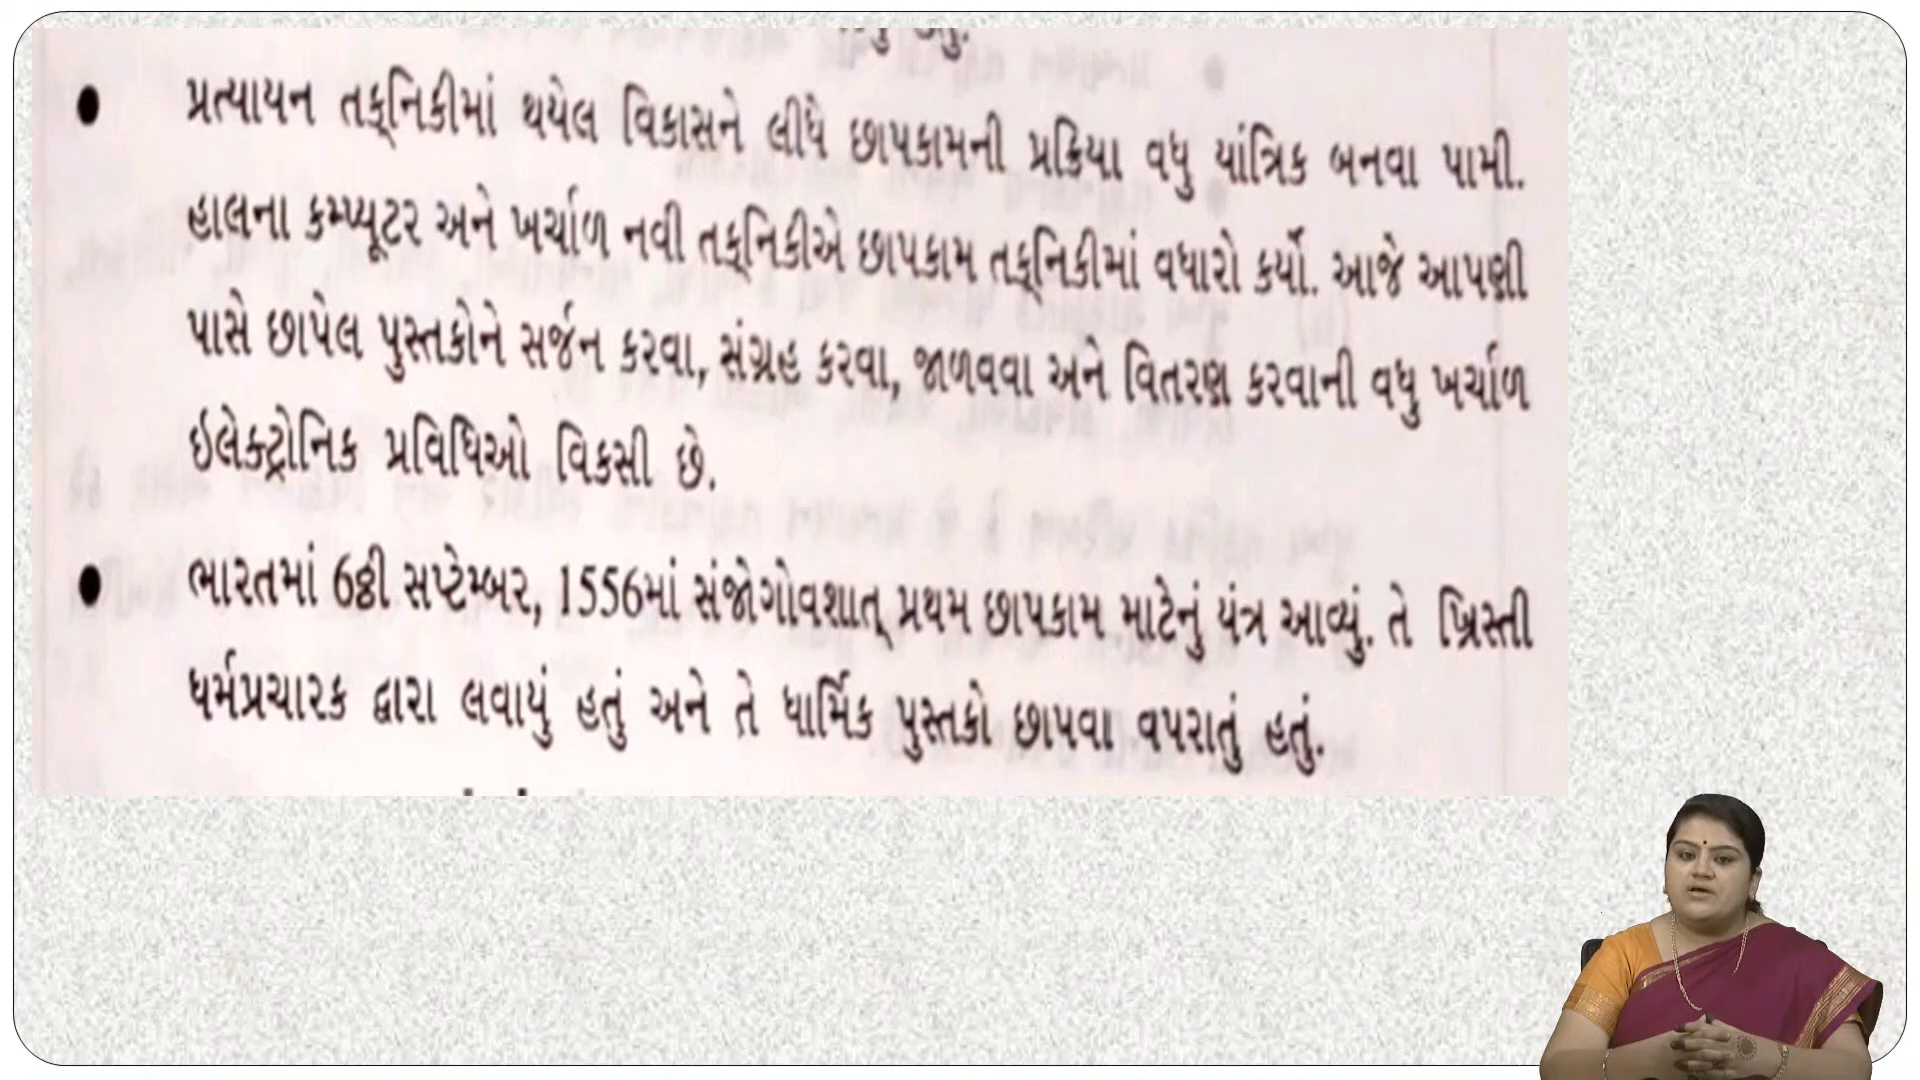 ● પ્રત્યાયન તક્નિકીમાં થયેલ વિકાસને લીધે છાપકામની પ્રક્રિયા વધુ યાંત્રિક બનવા પામી.
હાલના કમ્પ્યૂટર અને ખર્ચાળ નવી તક્નિકીએ છાપકામ તક્નિકીમાં વધારો કર્યો. આજે આપણી
પાસે છાપેલ પુસ્તકોને સર્જન કરવા, સંગ્રહ કરવા, જાળવવા અને વિતરણ કરવાની વધુ ખર્ચાળ
ઇલેક્ટ્રોનિક પ્રવિધિઓ વિકસી છે.
● ભારતમાં 6ઠ્ઠી સપ્ટેમ્બર, 1556માં સંજોગોવશાત્ પ્રથમ છાપકામ માટેનું યંત્ર આવ્યું. તે ખ્રિસ્તી
ધર્મપ્રચારક દ્વારા લવાયું હતું અને તે ધાર્મિક પુસ્તકો છાપવા વપરાતું હતું.